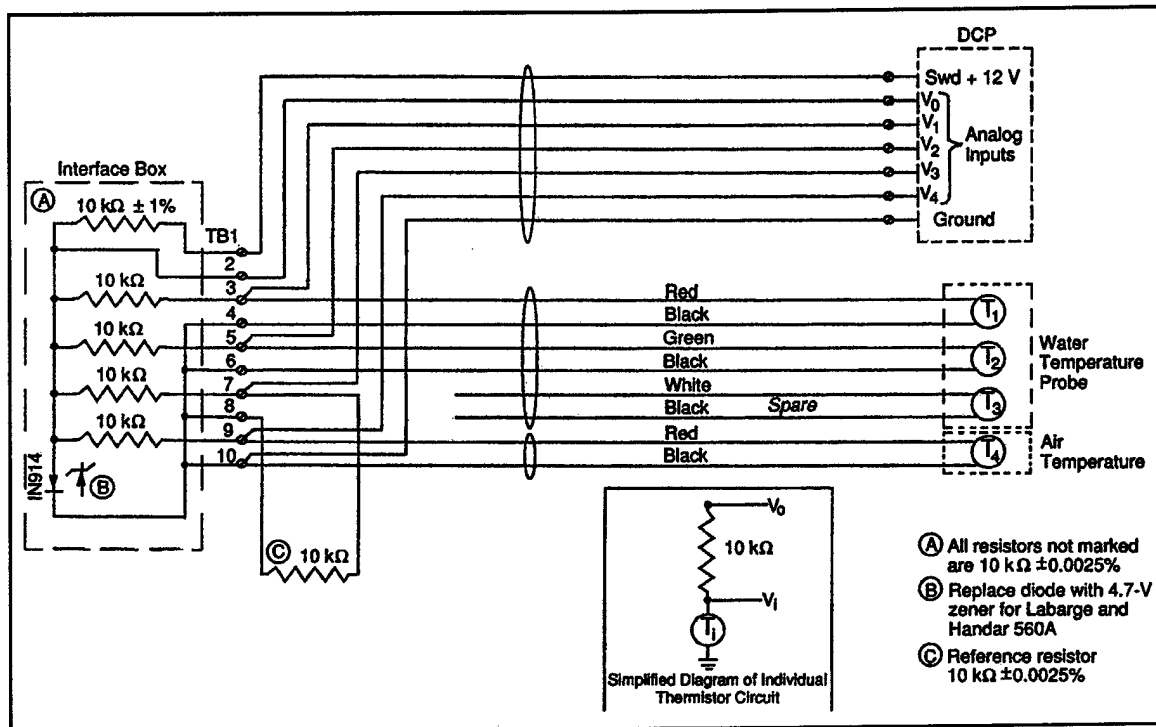 DCP
Swd + 12 V
V0
V1
V2
V3
V4
Analog
Inputs
Ground
Interface Box
A
10 kΩ ± 1%
TB1
2
10 kΩ
3
4
10 kΩ
5
6
10 kΩ
7
8
10 kΩ
9
10
IN914
B
C 10 kΩ
Red
Black
Green
Black
White
Black Spare
Red
Black
T1
T2
T3
T4
Water
Temperature
Probe
Air
Temperature
Vo
10 kΩ
Vi
Ti
Simplified Diagram of Individual
Thermistor Circuit
A All resistors not marked
are 10 kΩ ±0.0025%
B Replace diode with 4.7-V
zener for Labarge and
Handar 560A
C Reference resistor
10 kΩ ±0.0025%